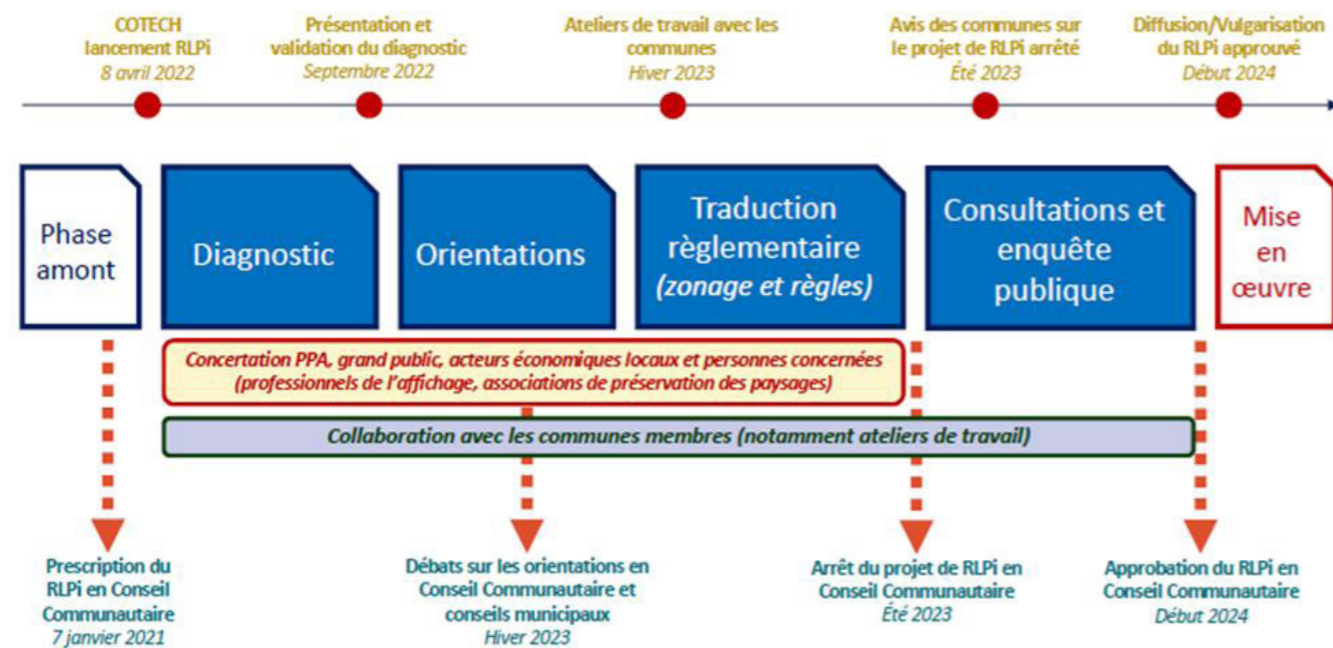 COTECH
lancement RLPi
8 avril 2022
Présentation et
validation du diagnostic
Septembre 2022
Ateliers de travail avec les
communes
Hiver 2023
Avis des communes sur
le projet de RLPi arrêté
Été 2023
Diffusion/Vulgarisation
du RLPi approuvé
Début 2024
Phase
amont
Diagnostic
Orientations
Traduction
règlementaire
(zonage et règles)
Consultations et
enquête
publique
Mise
en
œuvre
Concertation PPA, grand public, acteurs économiques locaux et personnes concernées
(professionnels de l'affichage, associations de préservation des paysages)
Collaboration avec les communes membres (notamment ateliers de travail)
Prescription du
RLPi en Conseil
Communautaire
7 janvier 2021
Débats sur les orientations en
Conseil Communautaire et
conseils municipaux
Hiver 2023
Arrêt du projet de RLPi en
Conseil Communautaire
Été 2023
Approbation du RLPi en
Conseil Communautaire
Début 2024